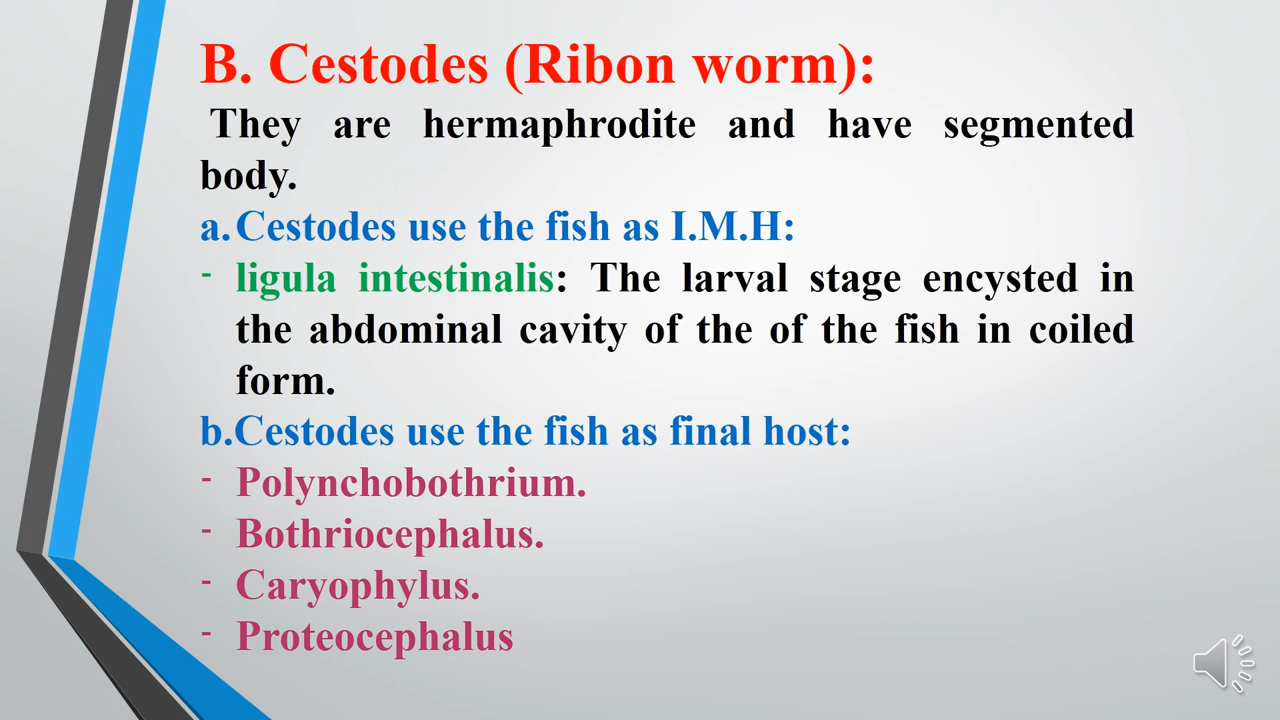 B. Cestodes (Ribon worm):
They are hermaphrodite and have segmented
body.
a. Cestodes use the fish as I.M.H:
- ligula intestinalis: The larval stage encysted in
the abdominal cavity of the of the fish in coiled
form.
b.Cestodes use the fish as final host:
- Polynchobothrium.
- Bothriocephalus.
- Caryophylus.
- Proteocephalus